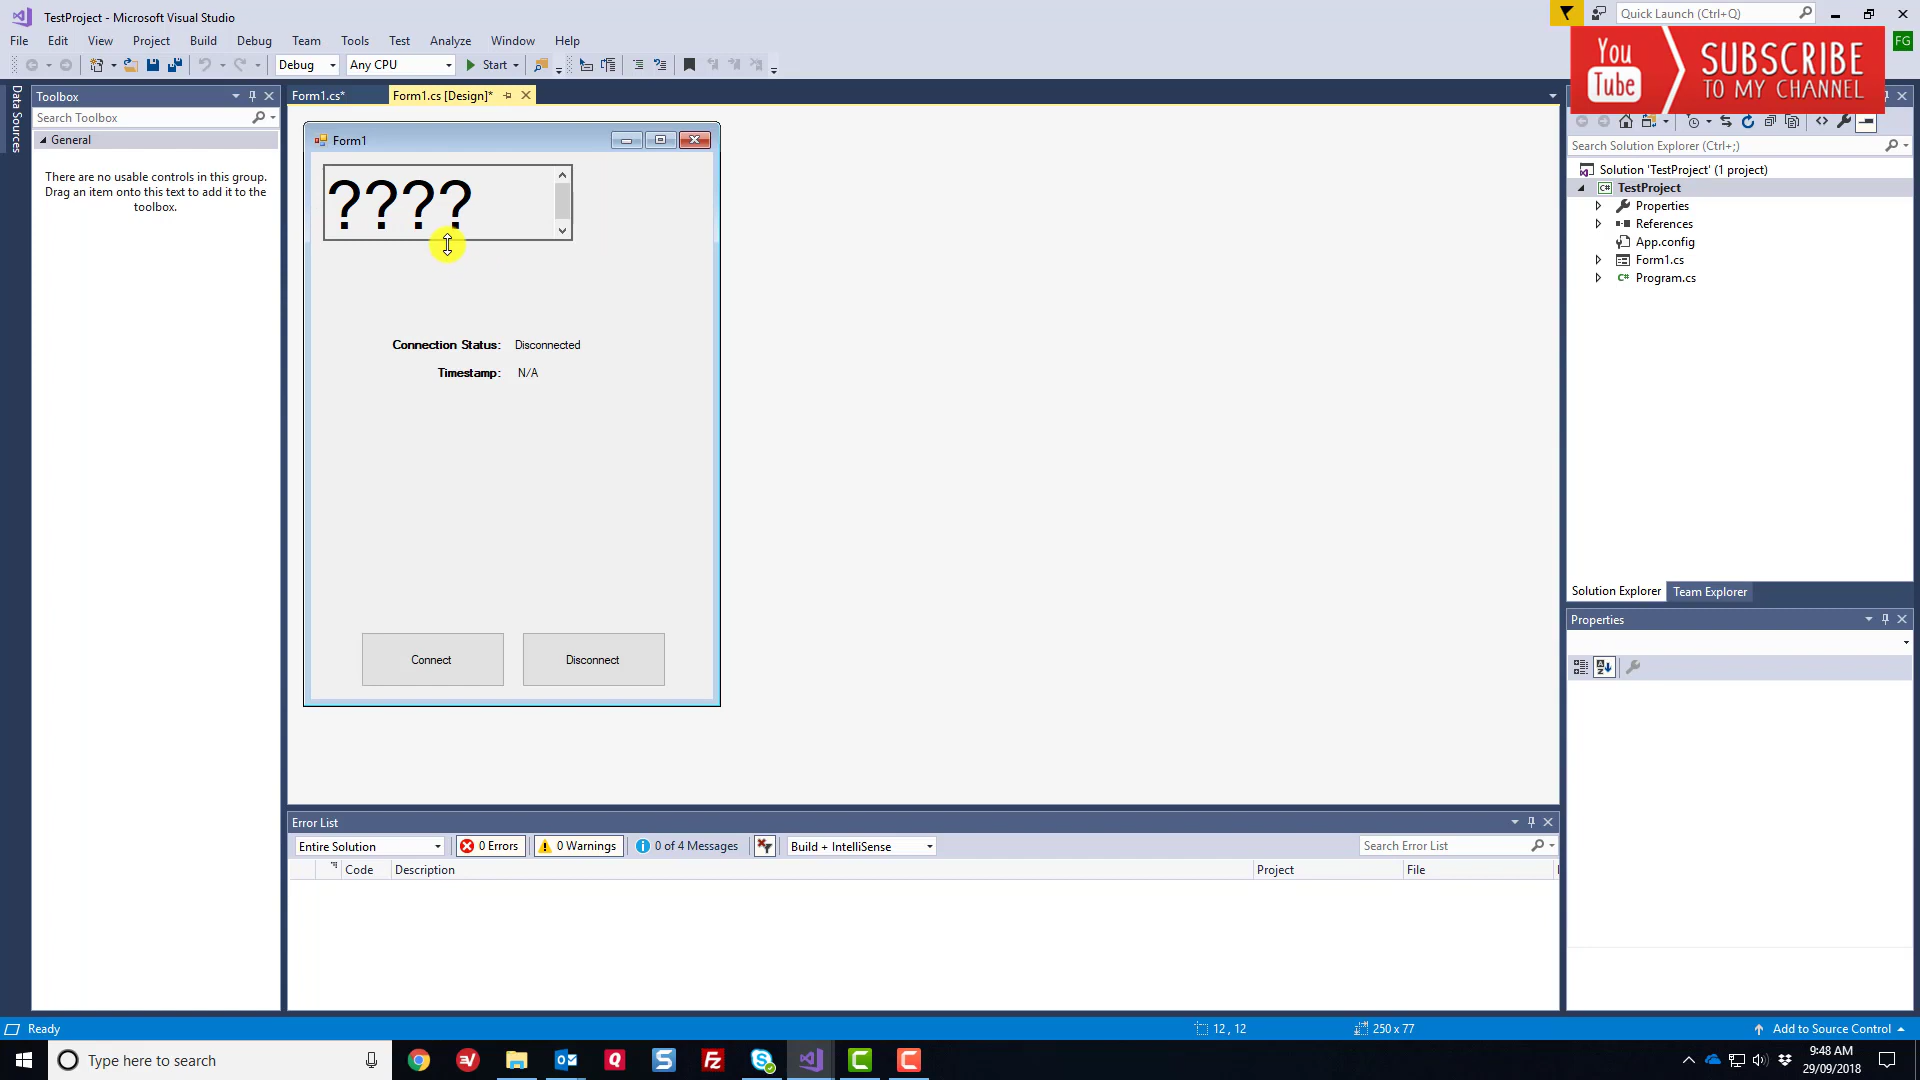 TestProject - Microsoft Visual Studio
Quick Launch (Ctrl+Q)
File Edit View Project Build Debug Team Tools Test Analyze Window Help
FG
Debug Any CPU Start
You Tube SUBSCRIBE TO MY CHANNEL
Data Sources
Toolbox
Search Toolbox
General
There are no usable controls in this group.
Drag an item onto this text to add it to the
toolbox.
Form1.cs* Form1.cs [Design]*
Form1
????
Connection Status: Disconnected
Timestamp: N/A
Connect Disconnect
Search Solution Explorer (Ctrl+;)
Solution 'TestProject' (1 project)
TestProject
Properties
References
App.config
Form1.cs
Program.cs
Solution Explorer Team Explorer
Properties
Error List
Entire Solution 0 Errors 0 Warnings 0 of 4 Messages Build + IntelliSense Search Error List
Code Description Project File
Ready 12 , 12 250 x 77 Add to Source Control
Type here to search
9:48 AM
29/09/2018